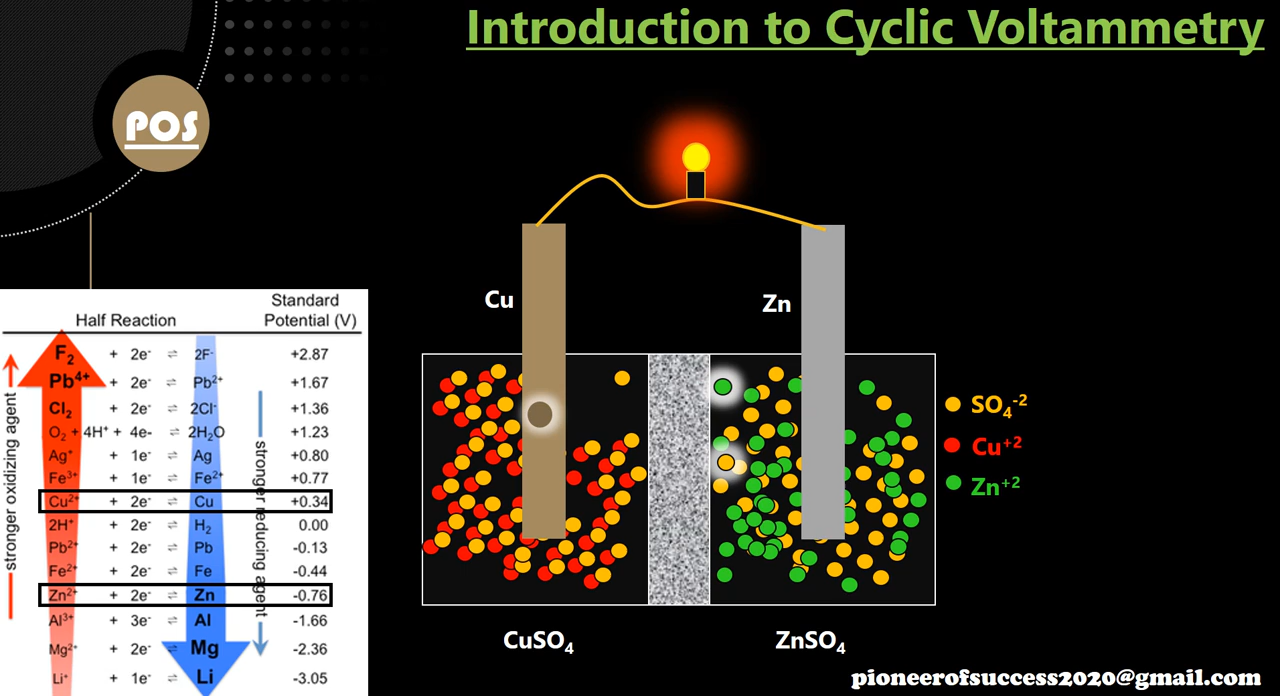 Introduction to Cyclic Voltammetry
POS
Cu
Zn
Standard
Half Reaction Potential (V)
F₂ + 2e⁻ ⇌ 2F⁻ +2.87
Pb⁴⁺ + 2e⁻ ⇌ Pb²⁺ +1.67
Cl₂ + 2e⁻ ⇌ 2Cl⁻ +1.36
O₂ + 4H⁺ + 4e- ⇌ 2H₂O +1.23
Ag⁺ + 1e⁻ ⇌ Ag +0.80
Fe³⁺ + 1e⁻ ⇌ Fe²⁺ +0.77
Cu²⁺ + 2e⁻ ⇌ Cu +0.34
2H⁺ + 2e⁻ ⇌ H₂ 0.00
Pb²⁺ + 2e⁻ ⇌ Pb -0.13
Fe²⁺ + 2e⁻ ⇌ Fe -0.44
Zn²⁺ + 2e⁻ ⇌ Zn -0.76
Al³⁺ + 3e⁻ ⇌ Al -1.66
Mg²⁺ + 2e⁻ ⇌ Mg -2.36
Li⁺ + 1e⁻ ⇌ Li -3.05
stronger oxidizing agent
stronger reducing agent
SO₄⁻²
Cu⁺²
Zn⁺²
CuSO₄
ZnSO₄
pioneerofsuccess2020@gmail.com